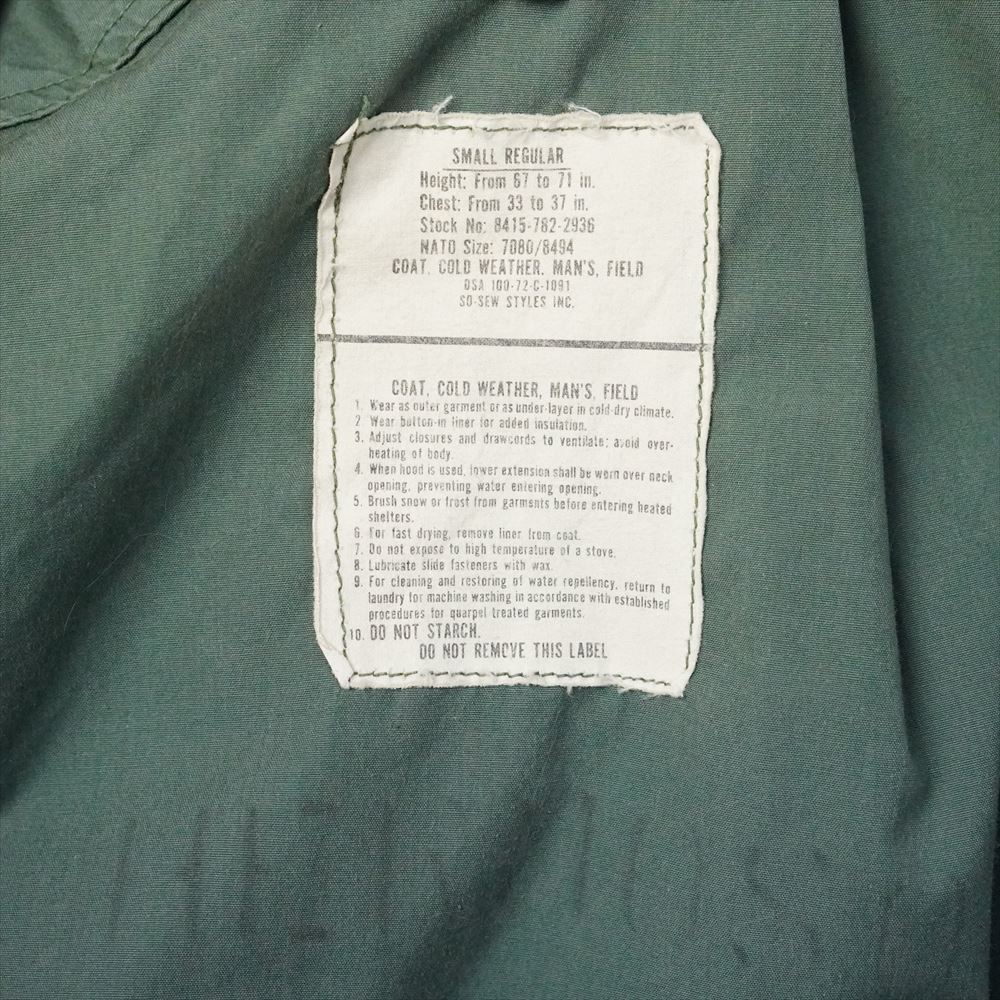 SMALL REGULAR
Height: From 67 to 71 in.
Chest: From 33 to 37 in.
Stock No: 8415-782-2936
NATO Size: 7080/8494
COAT, COLD WEATHER, MAN'S, FIELD
DSA 100-72-C-1091
SO-SEW STYLES INC.
COAT, COLD WEATHER, MAN'S, FIELD
1. Wear as outer garment or as under-layer in cold-dry climate.
2. Wear button-in liner for added insulation.
3. Adjust closures and drawcords to ventilate; avoid over-
heating of body.
4. When hood is used, lower extension shall be worn over neck
opening, preventing water entering opening.
5. Brush snow or frost from garments before entering heated
shelters.
6. For fast drying, remove liner from coat.
7. Do not expose to high temperature of a stove.
8. Lubricate slide fasteners with wax.
9. For cleaning and restoring of water repellency, return to
laundry for machine washing in accordance with established
procedures for quarpel treated garments.
10. DO NOT STARCH.
DO NOT REMOVE THIS LABEL